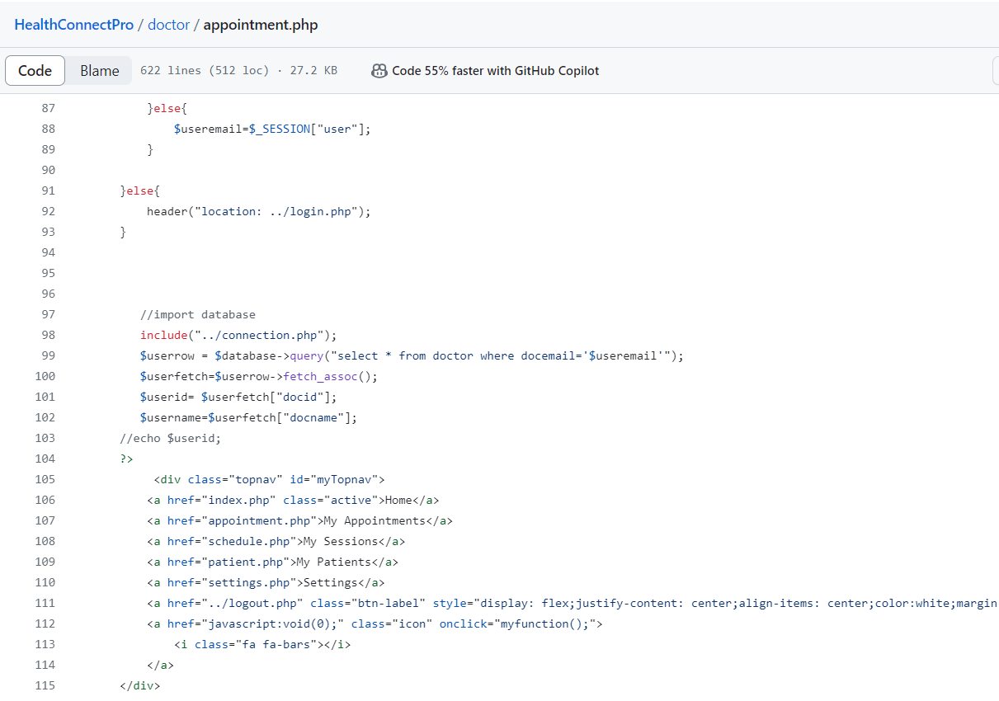 HealthConnectPro / doctor / appointment.php
Code Blame 622 lines (512 loc) · 27.2 KB Code 55% faster with GitHub Copilot
87 }else{
88 $useremail=$_SESSION["user"];
89 }
90
91 }else{
92 header("location: ../login.php");
93 }
94
95
96
97 //import database
98 include("../connection.php");
99 $userrow = $database->query("select * from doctor where docemail='$useremail'");
100 $userfetch=$userrow->fetch_assoc();
101 $userid= $userfetch["docid"];
102 $username=$userfetch["docname"];
103 //echo $userid;
104 ?>
105 <div class="topnav" id="myTopnav">
106 <a href="index.php" class="active">Home</a>
107 <a href="appointment.php">My Appointments</a>
108 <a href="schedule.php">My Sessions</a>
109 <a href="patient.php">My Patients</a>
110 <a href="settings.php">Settings</a>
111 <a href="../logout.php" class="btn-label" style="display: flex;justify-content: center;align-items: center;color:white;margin
112 <a href="javascript:void(0);" class="icon" onclick="myfunction();">
113 <i class="fa fa-bars"></i>
114 </a>
115 </div>